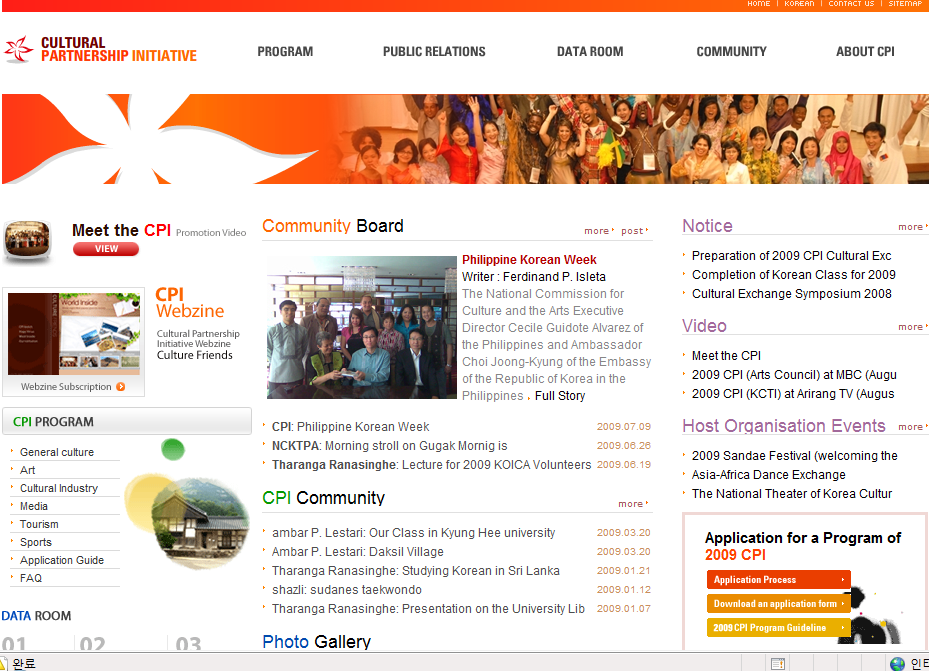 HOME | KOREAN | CONTACT US | SITEMAP
CULTURAL
PARTNERSHIP INITIATIVE
PROGRAM
PUBLIC RELATIONS
DATA ROOM
COMMUNITY
ABOUT CPI
Meet the CPI Promotion Video
VIEW
CPI
Webzine
Cultural Partnership
Initiative Webzine
Culture Friends
World Inside
Webzine Subscription
CPI PROGRAM
General culture
Art
Cultural Industry
Media
Tourism
Sports
Application Guide
FAQ
DATA ROOM
01 02 03
Community Board
more post
Philippine Korean Week
Writer : Ferdinand P. Isleta
The National Commission for
Culture and the Arts Executive
Director Cecile Guidote Alvarez of
the Philippines and Ambassador
Choi Joong-Kyung of the Embassy
of the Republic of Korea in the
Philippines . Full Story
CPI: Philippine Korean Week 2009.07.09
NCKTPA: Morning stroll on Gugak Mornig is 2009.06.26
Tharanga Ranasinghe: Lecture for 2009 KOICA Volunteers 2009.06.19
CPI Community
more
ambar P. Lestari: Our Class in Kyung Hee university 2009.03.20
Ambar P. Lestari: Daksil Village 2009.03.20
Tharanga Ranasinghe: Studying Korean in Sri Lanka 2009.01.21
shazli: sudanes taekwondo 2009.01.12
Tharanga Ranasinghe: Presentation on the University Lib 2009.01.07
Photo Gallery
Notice
more
Preparation of 2009 CPI Cultural Exc
Completion of Korean Class for 2009
Cultural Exchange Symposium 2008
Video
more
Meet the CPI
2009 CPI (Arts Council) at MBC (Augu
2009 CPI (KCTI) at Arirang TV (Augus
Host Organisation Events
more
2009 Sandae Festival (welcoming the
Asia-Africa Dance Exchange
The National Theater of Korea Cultur
Application for a Program of
2009 CPI
Application Process
Download an application form
2009 CPI Program Guideline
완료
인터